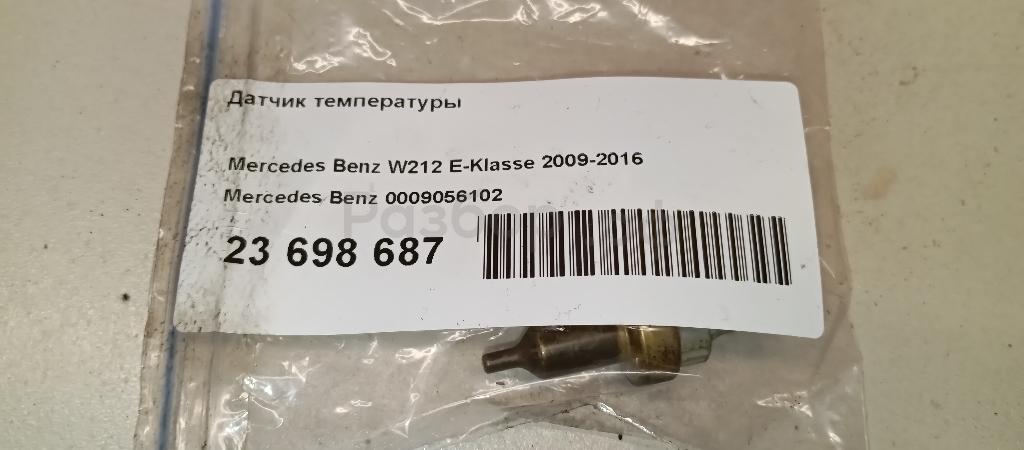 Датчик температуры
Mercedes Benz W212 E-Klasse 2009-2016
Mercedes Benz 0009056102
23 698 687